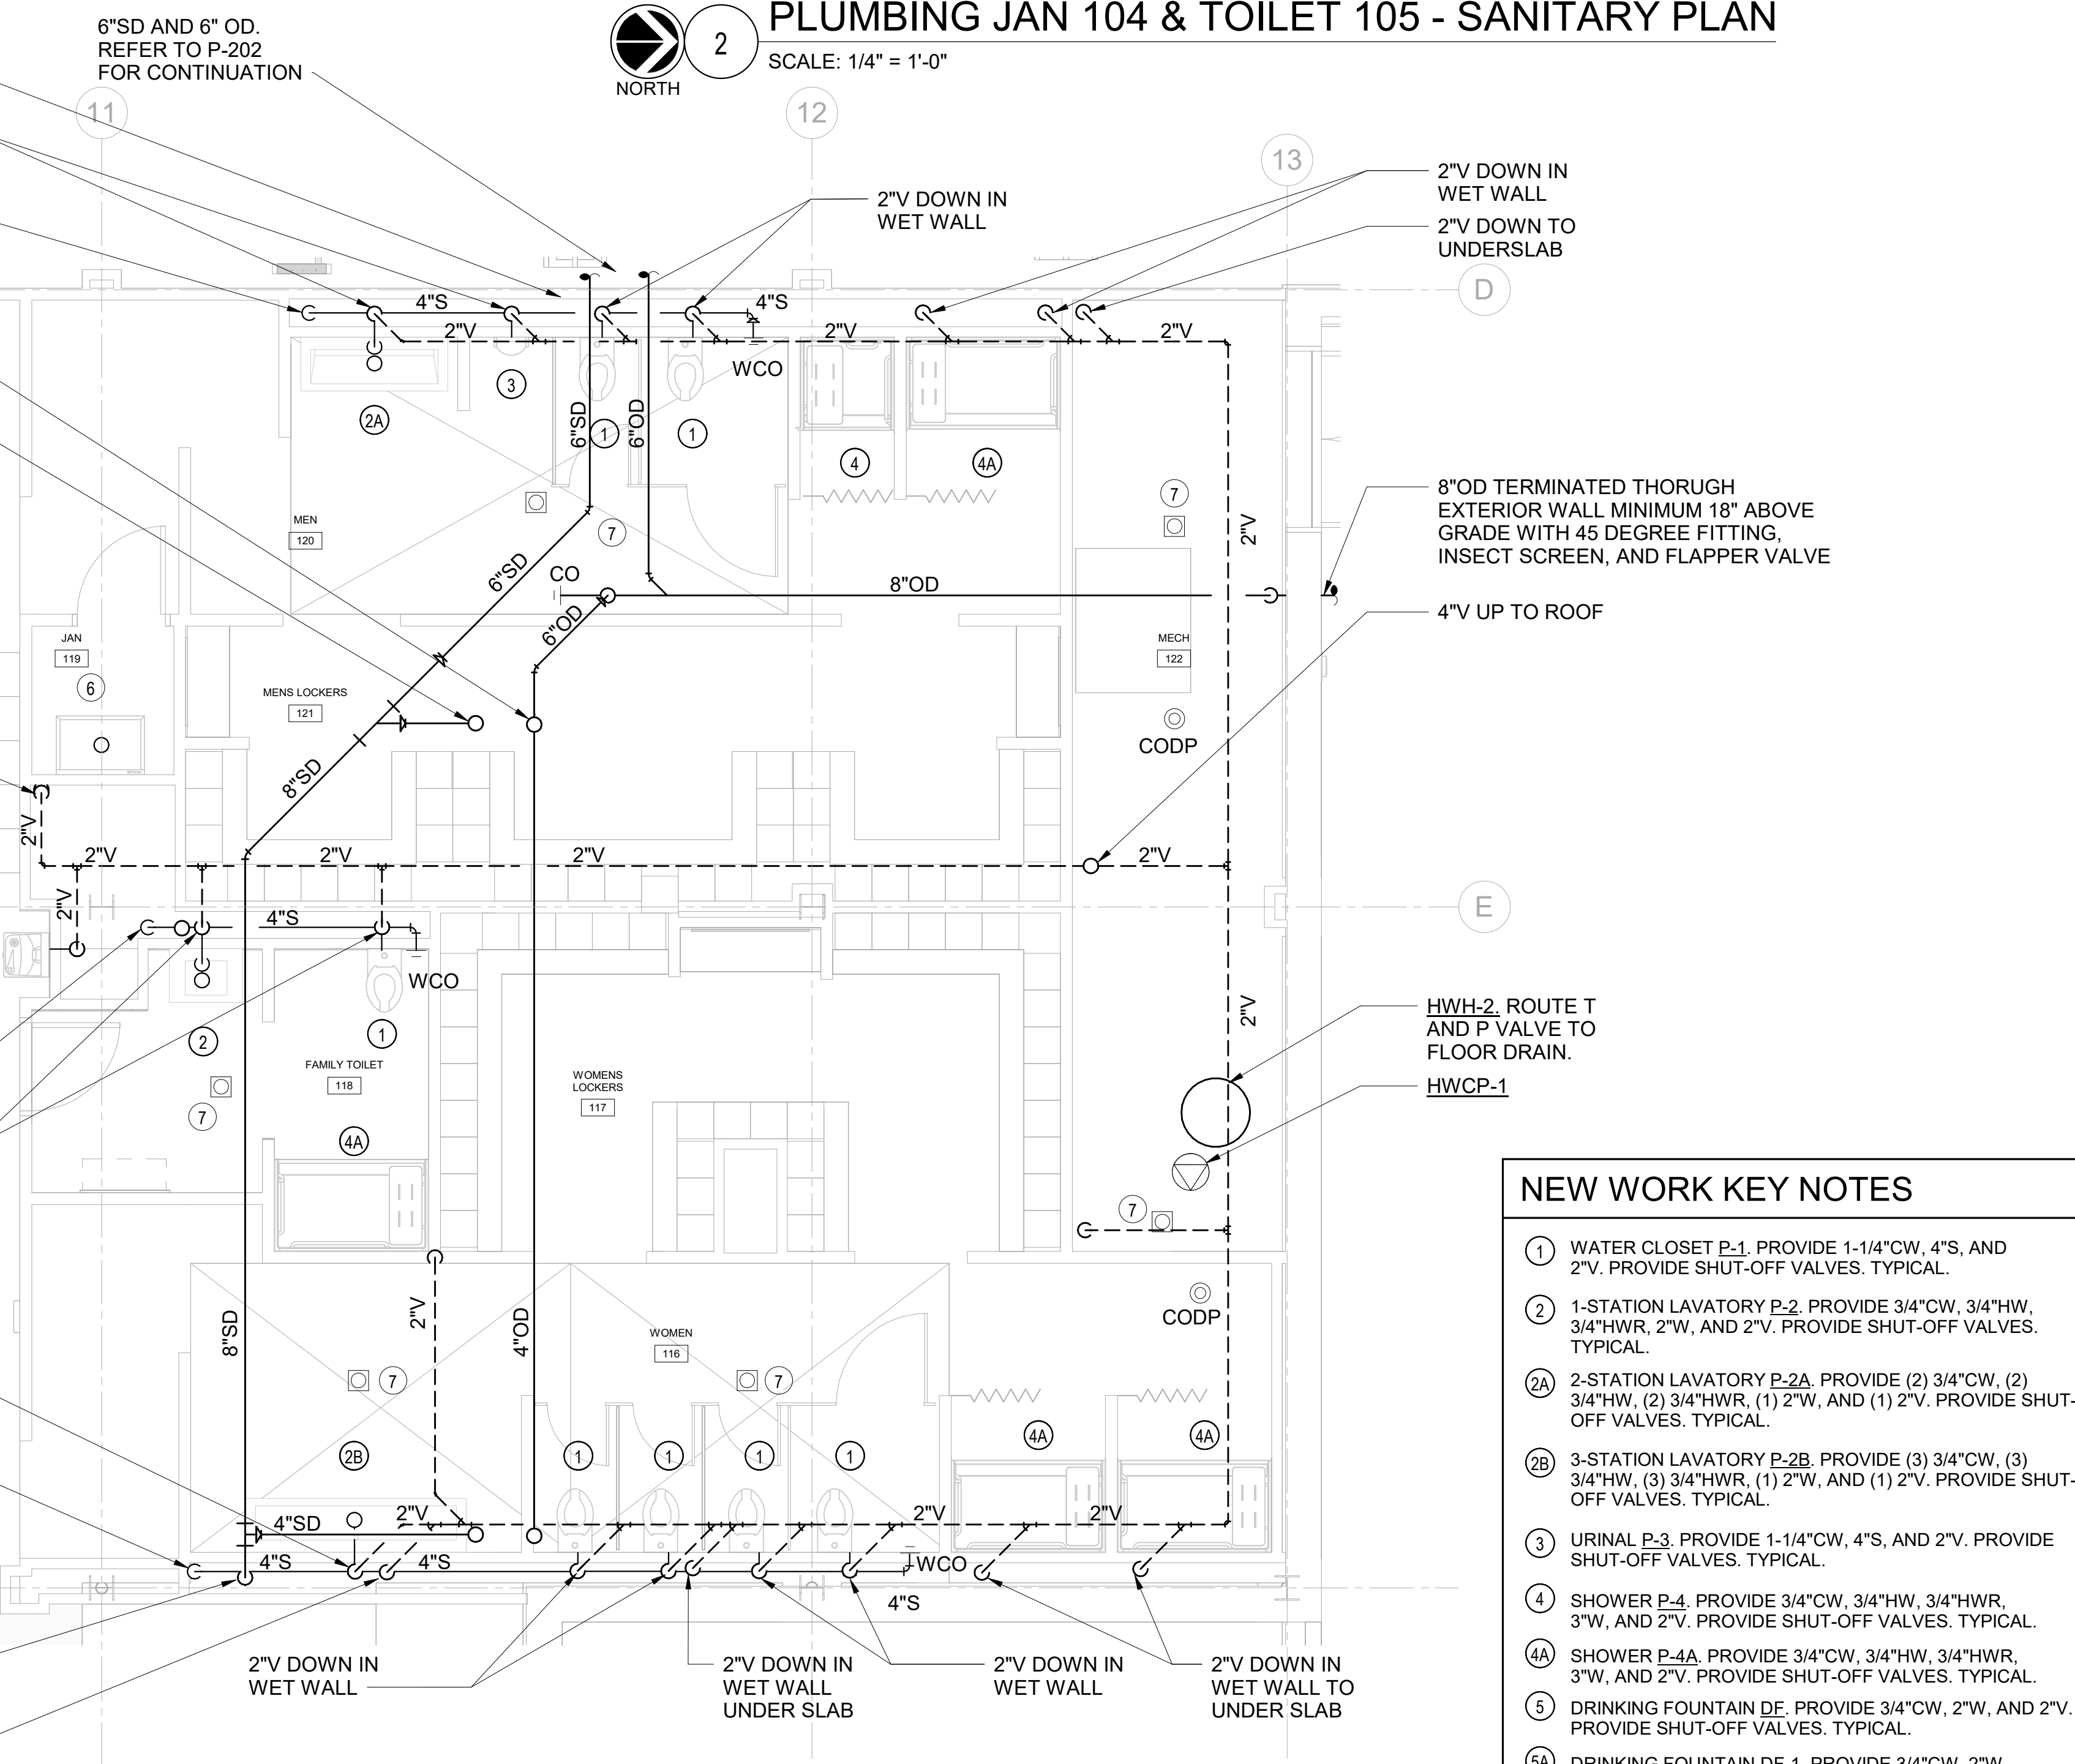 PLUMBING JAN 104 & TOILET 105 - SANITARY PLAN
2
SCALE: 1/4" = 1'-0"
NORTH
6"SD AND 6" OD.
REFER TO P-202
FOR CONTINUATION
11
12
13
2"V DOWN IN
WET WALL
2"V DOWN IN
WET WALL
2"V DOWN TO
UNDERSLAB
D
4"S
4"S
2"V
2"V
2"V
WCO
3
2A
6"SD
1
6"OD
1
4
4A
7
7
MEN
120
2"V
8"OD TERMINATED THORUGH
EXTERIOR WALL MINIMUM 18" ABOVE
GRADE WITH 45 DEGREE FITTING,
INSECT SCREEN, AND FLAPPER VALVE
6"SD
CO
8"OD
6"OD
4"V UP TO ROOF
JAN
119
6
MECH
122
MENS LOCKERS
121
CODP
8"SD
2"V
2"V
2"V
2"V
2"V
2"V
4"S
E
WCO
2
1
7
FAMILY TOILET
118
4A
WOMENS
LOCKERS
117
2"V
HWH-2. ROUTE T
AND P VALVE TO
FLOOR DRAIN.
HWCP-1
7
CODP
8"SD
2"V
4"OD
WOMEN
116
7
7
2B
1
1
1
1
4A
4A
4"SD
2"V
2"V
2"V
4"S
4"S
WCO
4"S
2"V DOWN IN
WET WALL
2"V DOWN IN
WET WALL
UNDER SLAB
2"V DOWN IN
WET WALL
2"V DOWN IN
WET WALL TO
UNDER SLAB
NEW WORK KEY NOTES
1 WATER CLOSET P-1. PROVIDE 1-1/4"CW, 4"S, AND
2"V. PROVIDE SHUT-OFF VALVES. TYPICAL.
2 1-STATION LAVATORY P-2. PROVIDE 3/4"CW, 3/4"HW,
3/4"HWR, 2"W, AND 2"V. PROVIDE SHUT-OFF VALVES.
TYPICAL.
2A 2-STATION LAVATORY P-2A. PROVIDE (2) 3/4"CW, (2)
3/4"HW, (2) 3/4"HWR, (1) 2"W, AND (1) 2"V. PROVIDE SHUT-
OFF VALVES. TYPICAL.
2B 3-STATION LAVATORY P-2B. PROVIDE (3) 3/4"CW, (3)
3/4"HW, (3) 3/4"HWR, (1) 2"W, AND (1) 2"V. PROVIDE SHUT-
OFF VALVES. TYPICAL.
3 URINAL P-3. PROVIDE 1-1/4"CW, 4"S, AND 2"V. PROVIDE
SHUT-OFF VALVES. TYPICAL.
4 SHOWER P-4. PROVIDE 3/4"CW, 3/4"HW, 3/4"HWR,
3"W, AND 2"V. PROVIDE SHUT-OFF VALVES. TYPICAL.
4A SHOWER P-4A. PROVIDE 3/4"CW, 3/4"HW, 3/4"HWR,
3"W, AND 2"V. PROVIDE SHUT-OFF VALVES. TYPICAL.
5 DRINKING FOUNTAIN DF. PROVIDE 3/4"CW, 2"W, AND 2"V.
PROVIDE SHUT-OFF VALVES. TYPICAL.
5A DRINKING FOUNTAIN DF-1. PROVIDE 3/4"CW, 2"W,